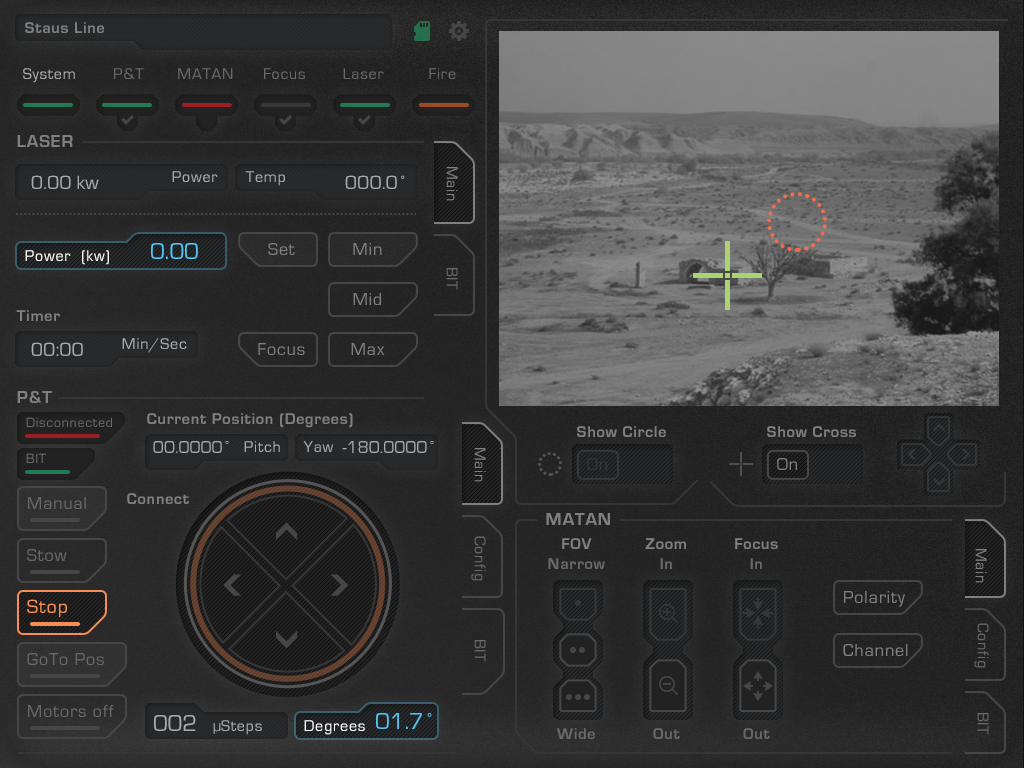 Staus Line
System P&T MATAN Focus Laser Fire
LASER
0.00 kw Power Temp 000.0°
Main
Power (kw) 0.00 Set Min
BIT
Mid
Timer
00:00 Min/Sec Focus Max
P&T
Disconnected
Current Position (Degrees)
00.0000° Pitch Yaw -180.0000°
BIT
Main
Manual
Connect
Stow
Config
Stop
GoTo Pos
BIT
Motors off
002 µSteps Degrees 01.7°
Show Circle Show Cross
On On
MATAN
FOV Zoom Focus
Narrow In In
Main
Polarity
Channel
Config
Wide Out Out
BIT